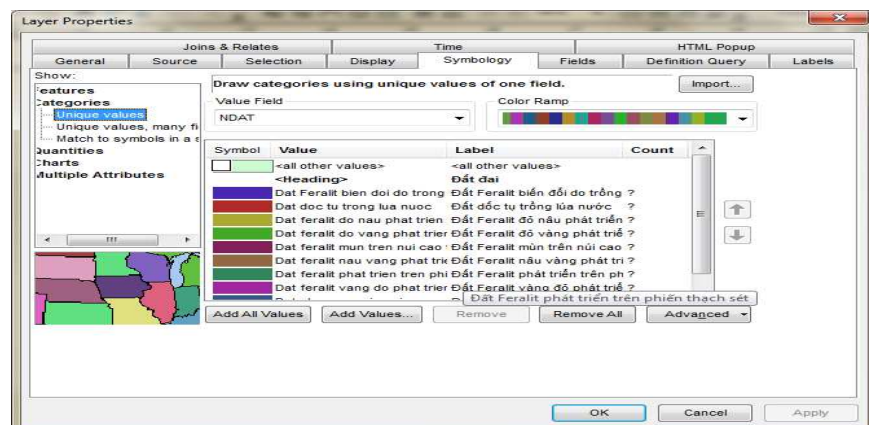 Layer Properties
Joins & Relates Time HTML Popup
General Source Selection Display Symbology Fields Definition Query Labels
Show:
Features
Categories
Unique values
Unique values, many fi
Match to symbols in a s
Quantities
Charts
Multiple Attributes
Draw categories using unique values of one field.
Import...
Value Field Color Ramp
NDAT
Symbol Value Label Count
<all other values> <all other values>
<Heading> Đất đai
Dat Feralit bien doi do trong Đất Feralit biến đổi do trồng ?
Dat doc tu trong lua nuoc Đất dốc tụ trồng lúa nước ?
Dat feralit do nau phat trien Đất Feralit đỏ nâu phát triển ?
Dat feralit do vang phat trier Đất Feralit đỏ vàng phát triể ?
Dat feralit mun tren nui cao Đất Feralit mùn trên núi cao ?
Dat feralit nau vang phat trie Đất Feralit nâu vàng phát tri ?
Dat feralit phat trien tren phi Đất Feralit phát triển trên ph ?
Dat feralit vang do phat trier Đất Feralit vàng đỏ phát triể ?
Đất Feralit phát triển trên phiến thạch sét
Add All Values Add Values... Remove Remove All Advanced
OK Cancel Apply